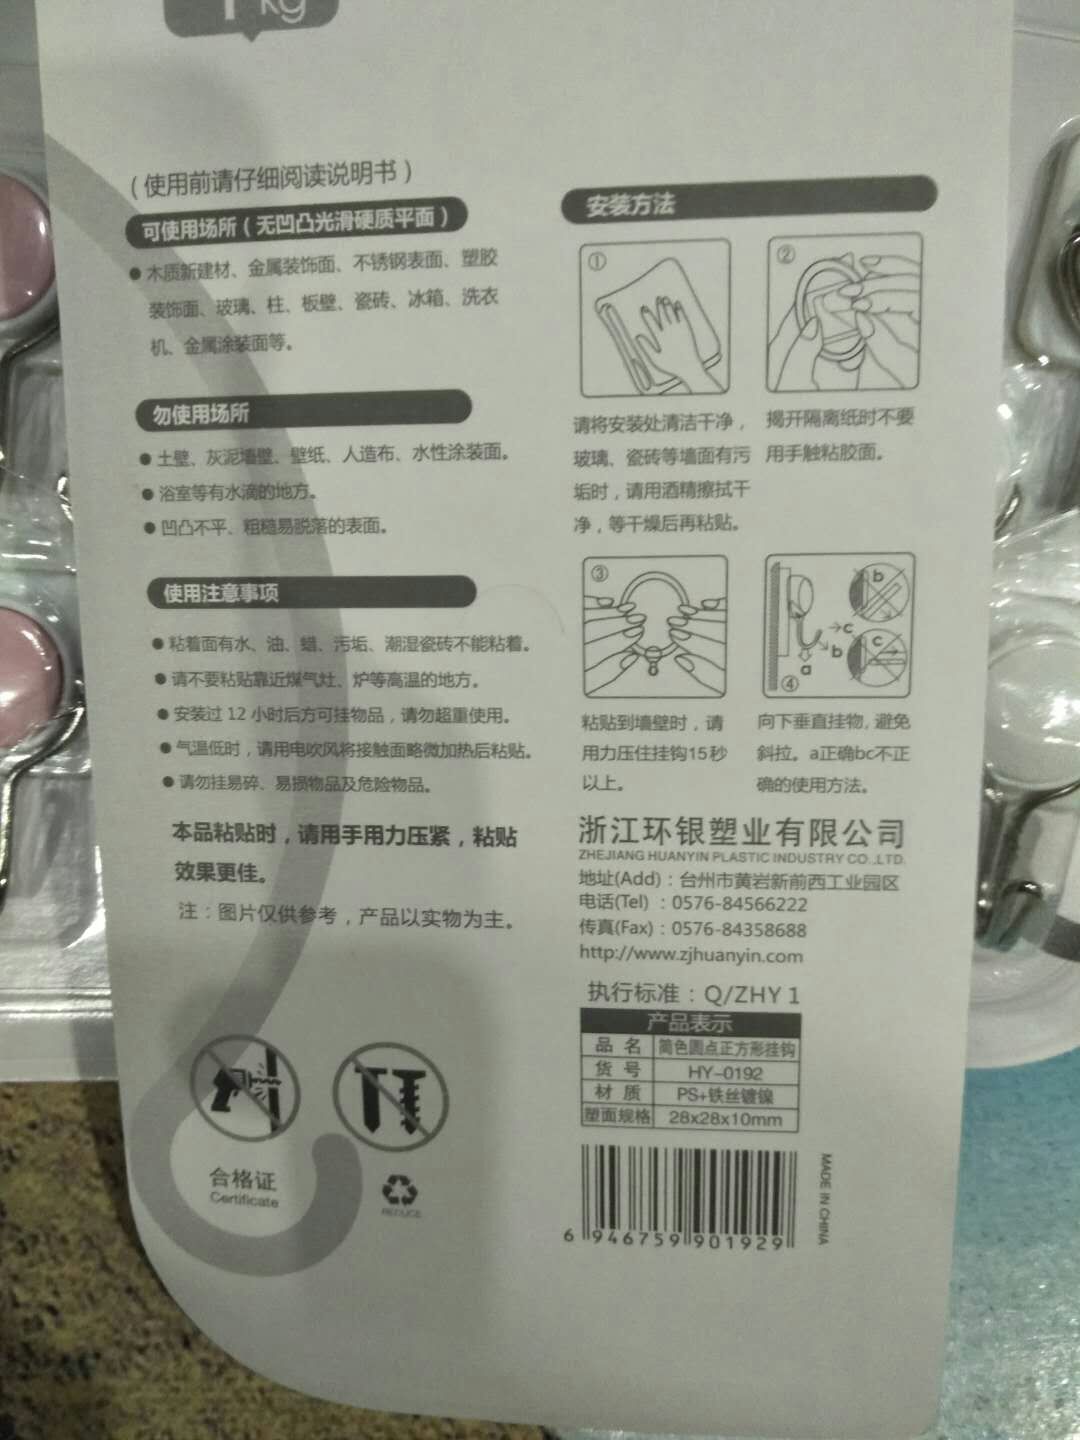 kg
（使用前请仔细阅读说明书）
可使用场所（无凹凸光滑硬质平面）
●木质新建材、金属装饰面、不锈钢表面、塑胶
装饰面、玻璃、柱、板壁、瓷砖、冰箱、洗衣
机、金属涂装面等。
勿使用场所
●土壁、灰泥墙壁、壁纸、人造布、水性涂装面。
●浴室等有水滴的地方。
●凹凸不平、粗糙易脱落的表面。
使用注意事项
●粘着面有水、油、蜡、污垢、潮湿瓷砖不能粘着。
●请不要粘贴靠近煤气灶、炉等高温的地方。
●安装过12小时后方可挂物品，请勿超重使用。
●气温低时，请用电吹风将接触面略微加热后粘贴。
●请勿挂易碎、易损物品及危险物品。
本品粘贴时，请用手用力压紧，粘贴
效果更佳。
注：图片仅供参考，产品以实物为主。
合格证
Certificate
REDUCE
安装方法
①
请将安装处清洁干净，
玻璃、瓷砖等墙面有污
垢时，请用酒精擦拭干
净，等干燥后再粘贴。
②
揭开隔离纸时不要
用手触粘胶面。
③
粘贴到墙壁时，请
用力压住挂钩15秒
以上。
b
c
c
b
a
④
向下垂直挂物，避免
斜拉。a正确bc不正
确的使用方法。
浙江环银塑业有限公司
ZHEJIANG HUANYIN PLASTIC INDUSTRY CO.,LTD.
地址(Add)：台州市黄岩新前西工业园区
电话(Tel)：0576-84566222
传真(Fax)：0576-84358688
http://www.zjhuanyin.com
执行标准：Q/ZHY 1
产品表示
品 名 简色圆点正方形挂钩
货 号 HY-0192
材 质 PS+铁丝镀镍
塑面规格 28x28x10mm
6 946759 901929
MADE IN CHINA